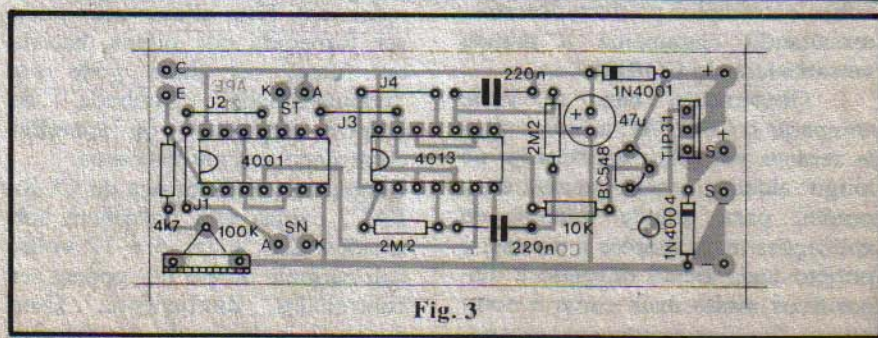 C
E
J2
K
A
ST
J4
220n
1N4001
+
J3
+
−
47u
2M2
TIP31
+
S
4001
4013
BC548
S
4k7
J1
100K
A
SN
K
2M2
220n
10K
1N4004
−
Fig. 3